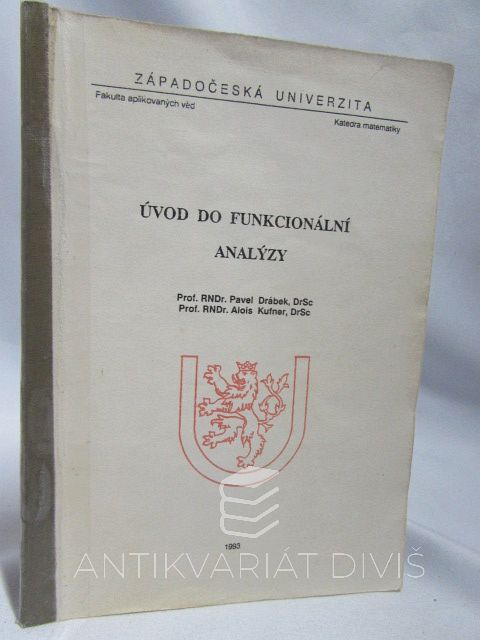 ZÁPADOČESKÁ UNIVERZITA
Fakulta aplikovaných věd
Katedra matematiky
ÚVOD DO FUNKCIONÁLNÍ
ANALÝZY
Prof. RNDr. Pavel Drábek, DrSc
Prof. RNDr. Alois Kufner, DrSc
1993
ANTIKVARIÁT DIVIŠ